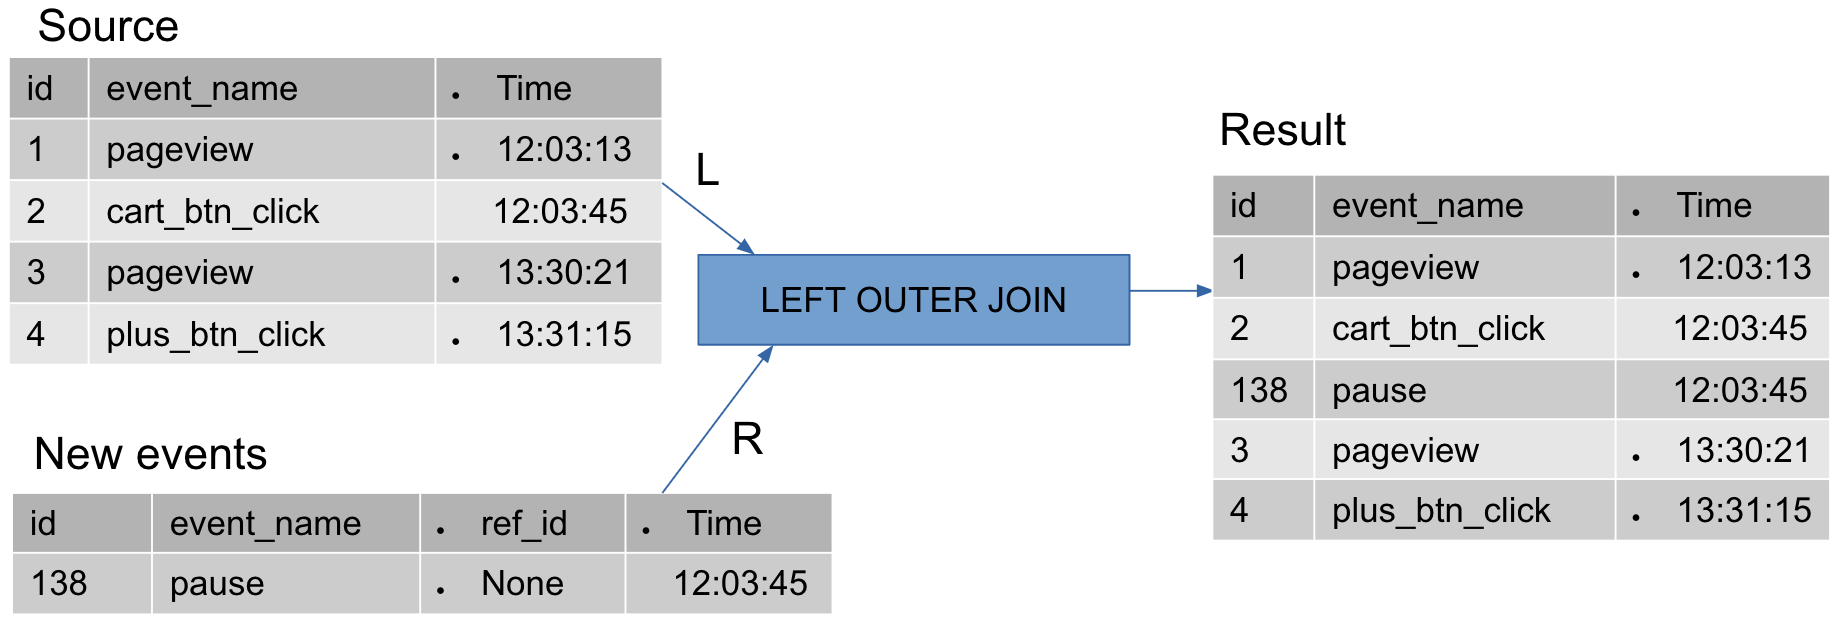 Source
id event_name • Time
1 pageview • 12:03:13
2 cart_btn_click 12:03:45
3 pageview • 13:30:21
4 plus_btn_click • 13:31:15
L
LEFT OUTER JOIN
R
New events
id event_name • ref_id • Time
138 pause • None 12:03:45
Result
id event_name • Time
1 pageview • 12:03:13
2 cart_btn_click 12:03:45
138 pause 12:03:45
3 pageview • 13:30:21
4 plus_btn_click • 13:31:15